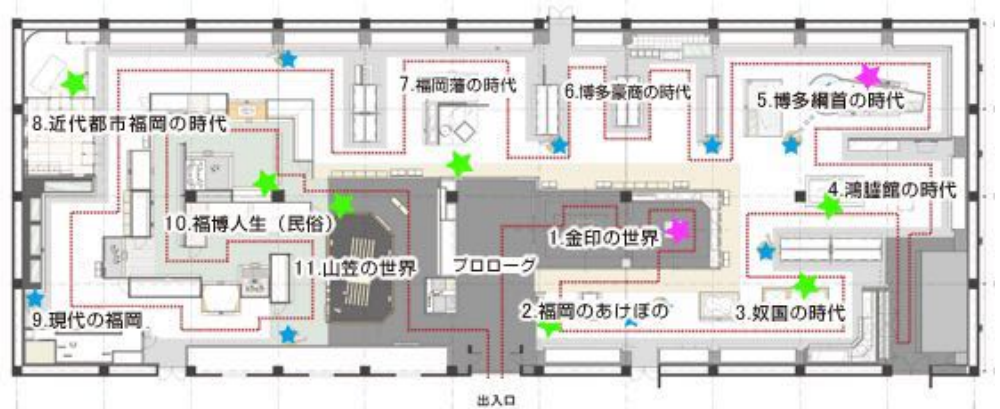 7.福岡藩の時代
6.博多豪商の時代
5.博多綱首の時代
8.近代都市福岡の時代
4.鴻臚館の時代
10.福博人生（民俗）
1.金印の世界
11.山笠の世界
プロローグ
2.福岡のあけぼの
3.奴国の時代
9.現代の福岡
出入口